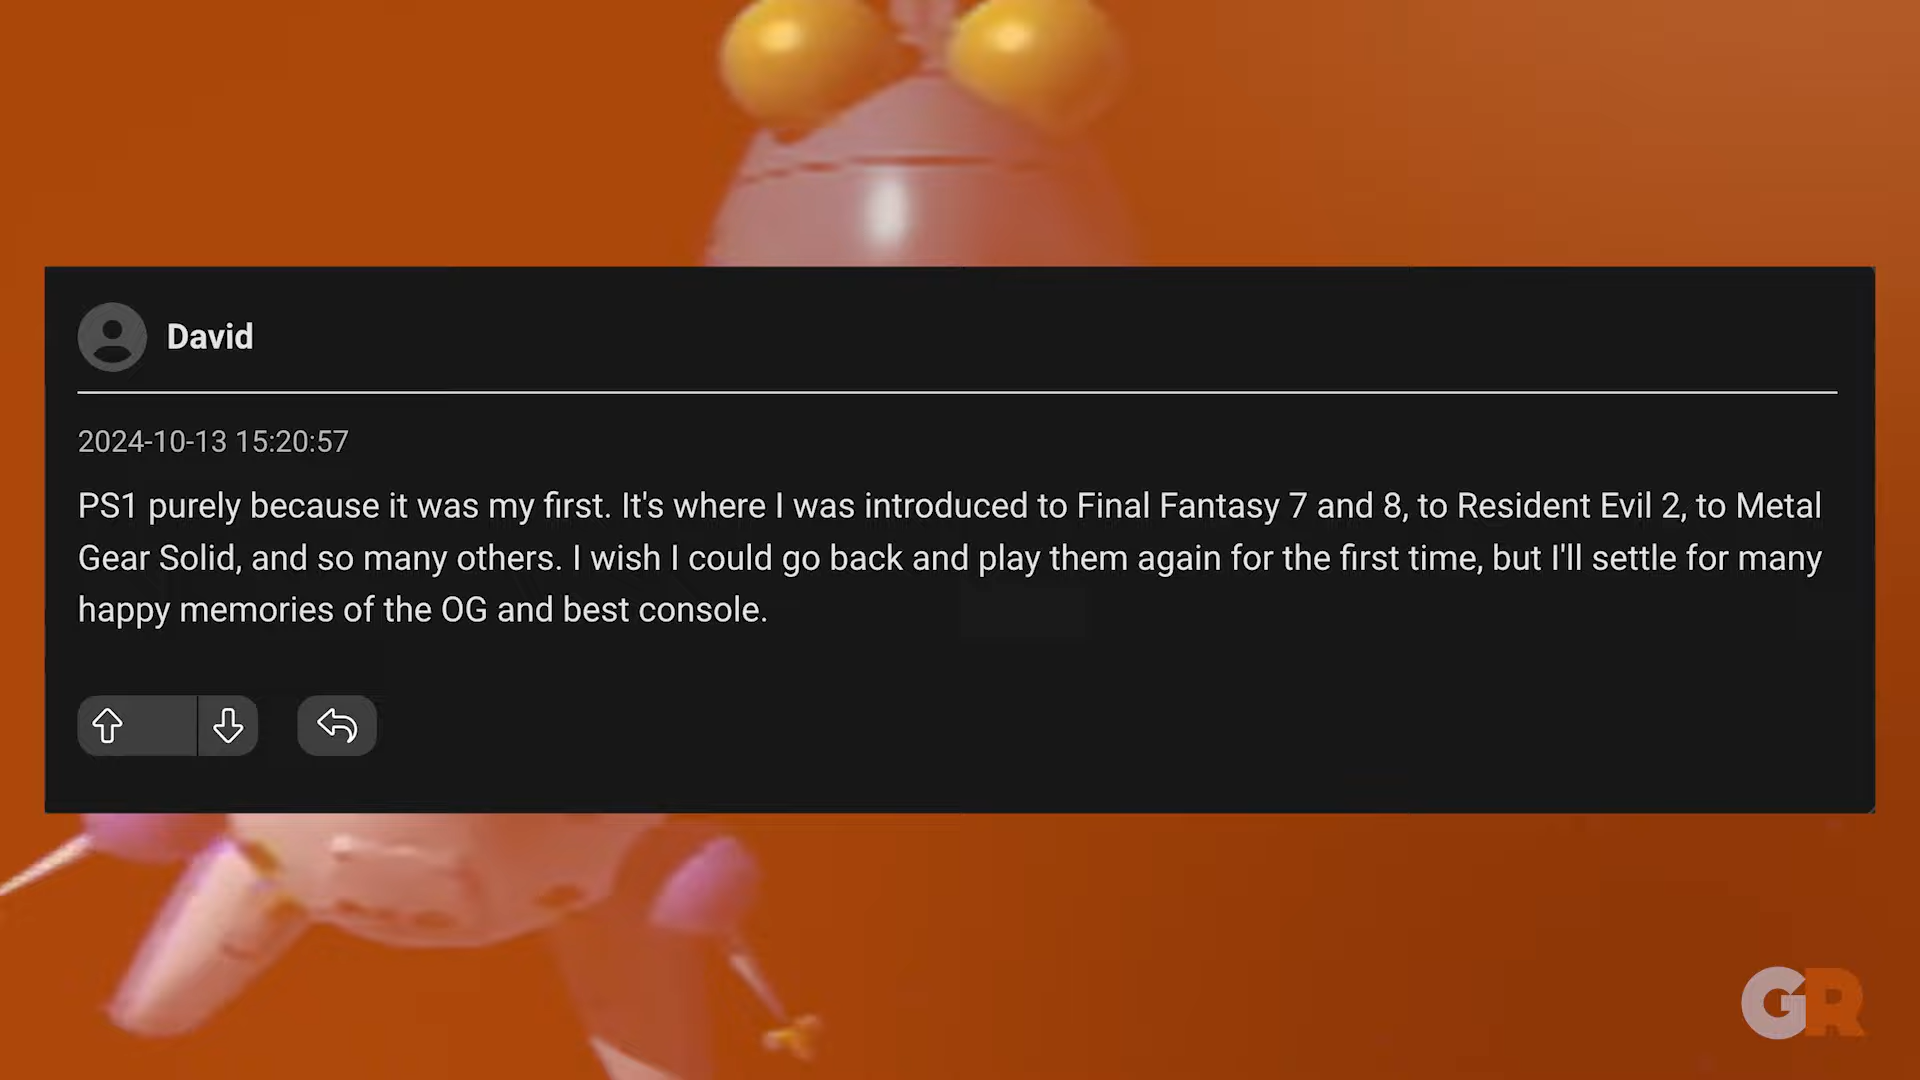 David
2024-10-13 15:20:57
PS1 purely because it was my first. It's where I was introduced to Final Fantasy 7 and 8, to Resident Evil 2, to Metal
Gear Solid, and so many others. I wish I could go back and play them again for the first time, but I'll settle for many
happy memories of the OG and best console.
GR